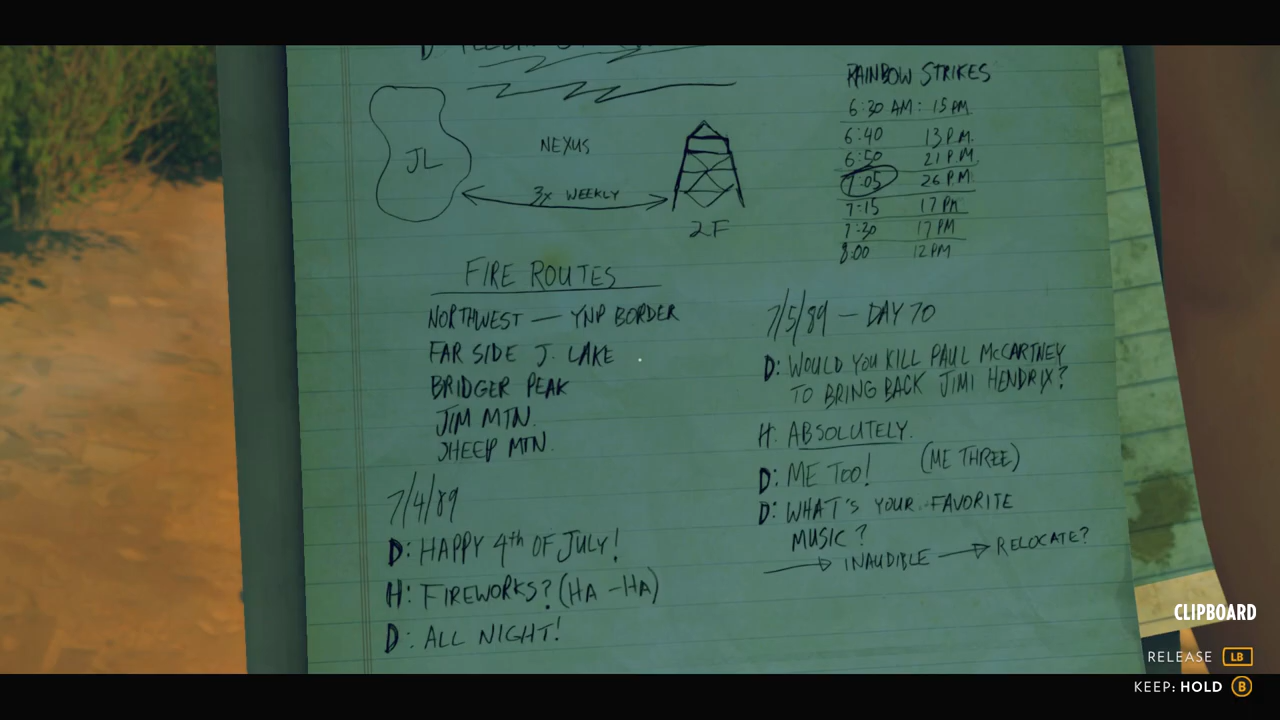 D:
JL
NEXUS
3X WEEKLY
2F
RAINBOW STRIKES
6:30 AM: 15 PM
6:40 13 P.M.
6:50 21 P.M.
7:05 26 P.M
7:15 17 PM
7:30 17 PM
8:00 12 PM
FIRE ROUTES
NORTHWEST — YNP BORDER
FAR SIDE J. LAKE
BRIDGER PEAK
JIM MTN.
SHEEP MTN.
7/4/89
D: HAPPY 4th OF JULY!
H: FIREWORKS? (HA-HA)
D: ALL NIGHT!
7/5/89 — DAY 70
D: WOULD YOU KILL PAUL McCARTNEY
TO BRING BACK JIMI HENDRIX?
H: ABSOLUTELY.
D: ME TOO! (ME THREE)
D: WHAT'S YOUR FAVORITE
MUSIC?
→ INAUDIBLE → RELOCATE?
CLIPBOARD
RELEASE LB
KEEP: HOLD B